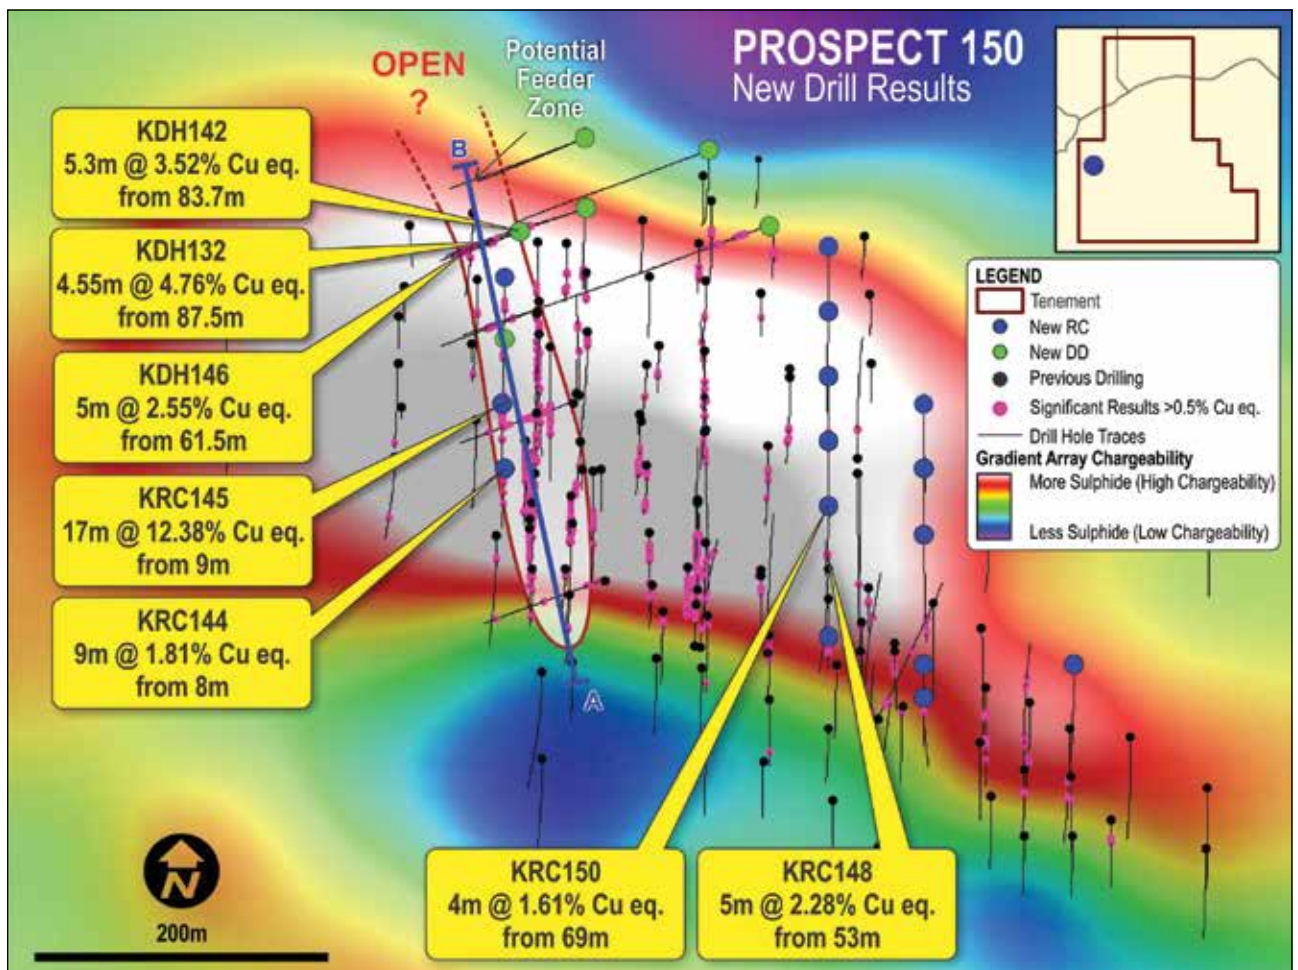 PROSPECT 150
New Drill Results
OPEN
?
Potential
Feeder
Zone
B
A
KDH142
5.3m @ 3.52% Cu eq.
from 83.7m
KDH132
4.55m @ 4.76% Cu eq.
from 87.5m
KDH146
5m @ 2.55% Cu eq.
from 61.5m
KRC145
17m @ 12.38% Cu eq.
from 9m
KRC144
9m @ 1.81% Cu eq.
from 8m
KRC150
4m @ 1.61% Cu eq.
from 69m
KRC148
5m @ 2.28% Cu eq.
from 53m
LEGEND
Tenement
New RC
New DD
Previous Drilling
Significant Results >0.5% Cu eq.
Drill Hole Traces
Gradient Array Chargeability
More Sulphide (High Chargeability)
Less Sulphide (Low Chargeability)
N
200m